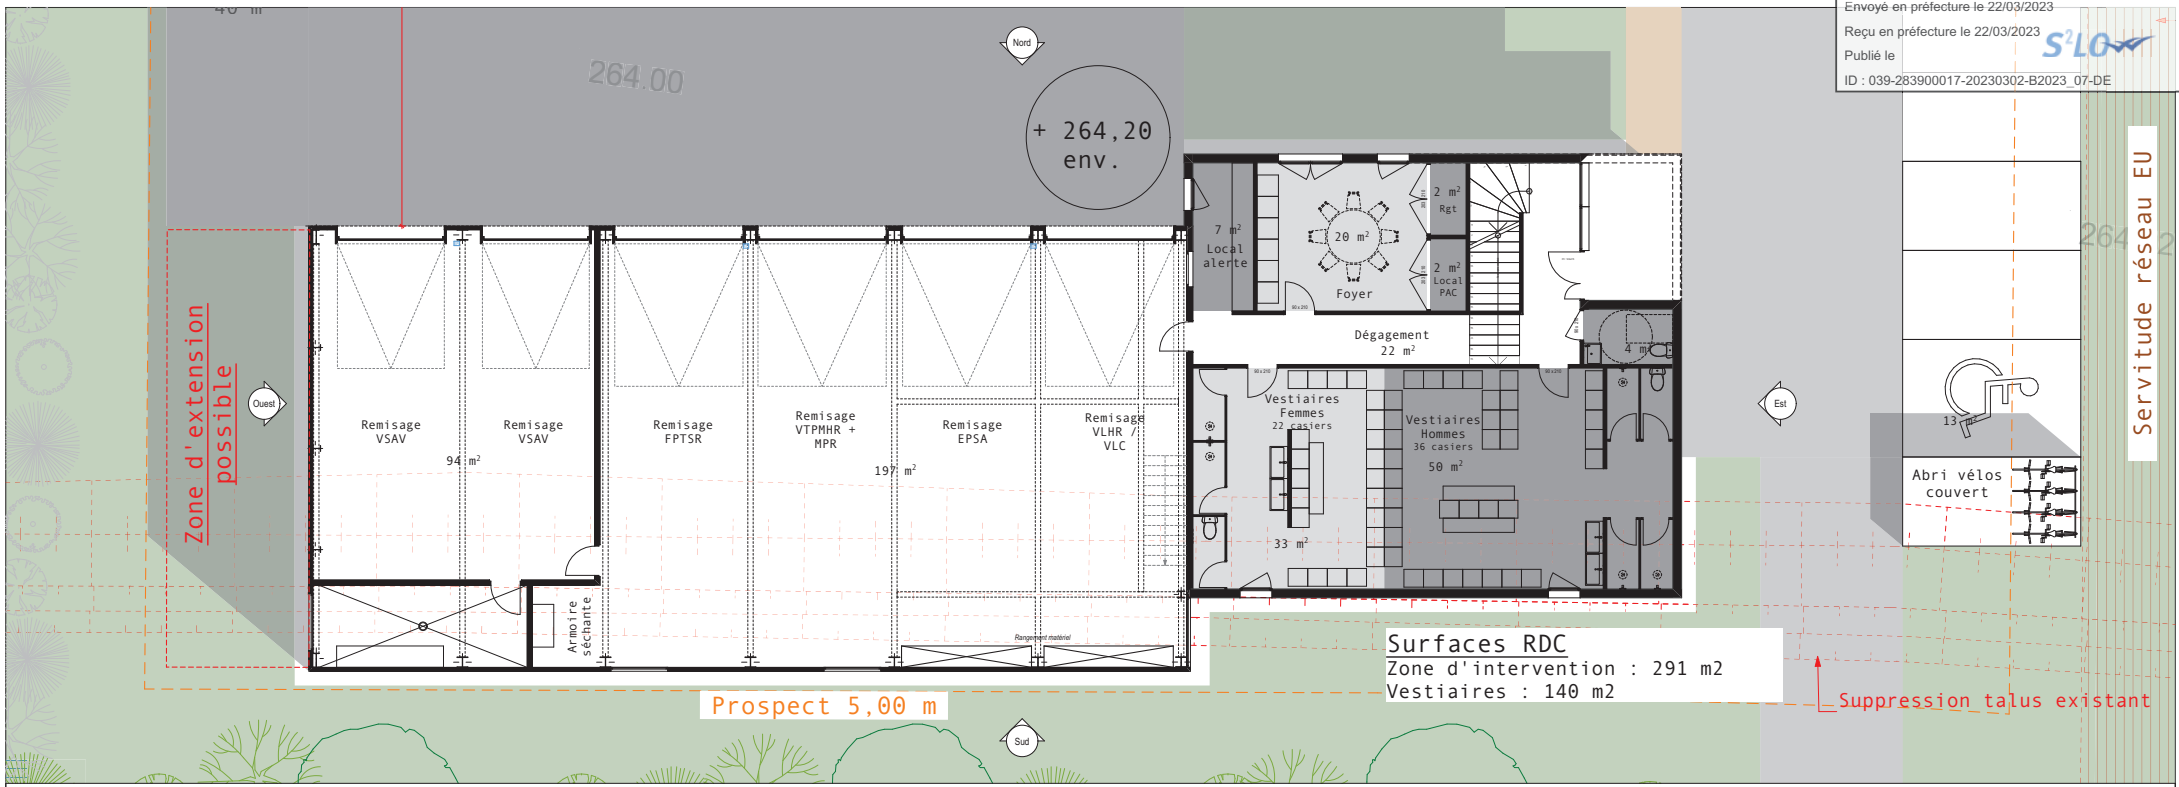 40 m
264.00
Nord
+ 264,20
env.
Envoyé en préfecture le 22/03/2023
Reçu en préfecture le 22/03/2023
Publié le
S²LO
ID : 039-283900017-20230302-B2023_07-DE
Servitude réseau EU
Zone d'extension
possible
Ouest
Remisage
VSAV
Remisage
VSAV
94 m²
Remisage
FPTSR
Remisage
VTPMHR +
MPR
197 m²
Remisage
EPSA
Remisage
VLHR /
VLC
Armoire
séchante
Rangement matériel
7 m²
Local
alerte
20 m²
Foyer
2 m²
Rgt
2 m²
Local
PAC
Dégagement
22 m²
4 m²
Vestiaires
Femmes
22 casiers
33 m²
Vestiaires
Hommes
36 casiers
50 m²
Est
13 m²
Abri vélos
couvert
Surfaces RDC
Zone d'intervention : 291 m2
Vestiaires : 140 m2
Prospect 5,00 m
Suppression talus existant
Sud